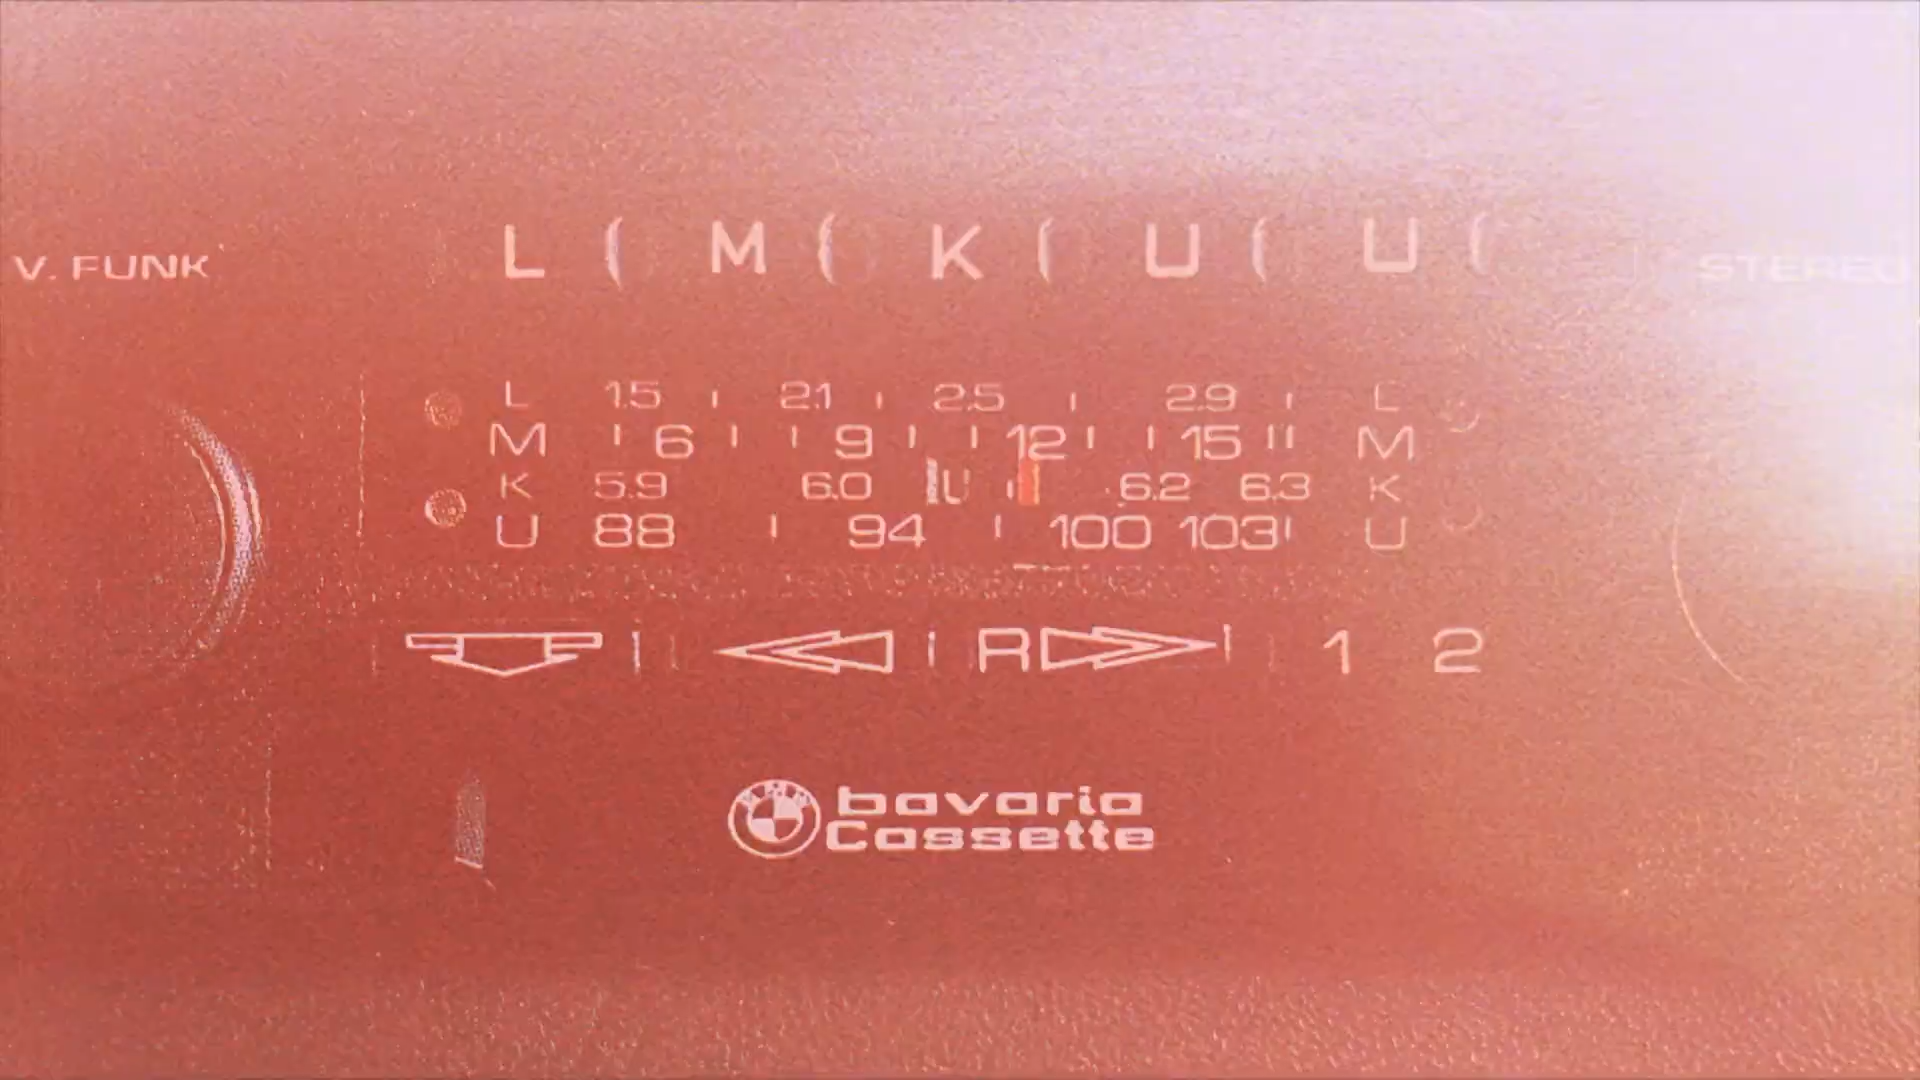 V. FUNK L M K U U STEREO
L 1.5 2.1 2.5 2.9 L
M 6 9 12 15 M
K 5.9 6.0 6.2 6.3 K
U 88 94 100 103 U
R 1 2
BMW bavaria
Cassette